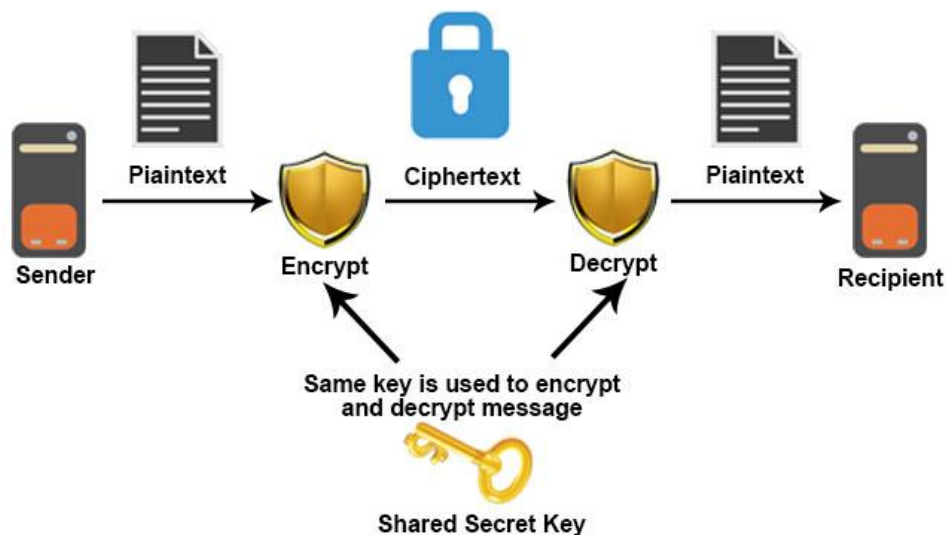 Piaintext
Ciphertext
Piaintext
Sender
Encrypt
Decrypt
Recipient
Same key is used to encrypt
and decrypt message
Shared Secret Key